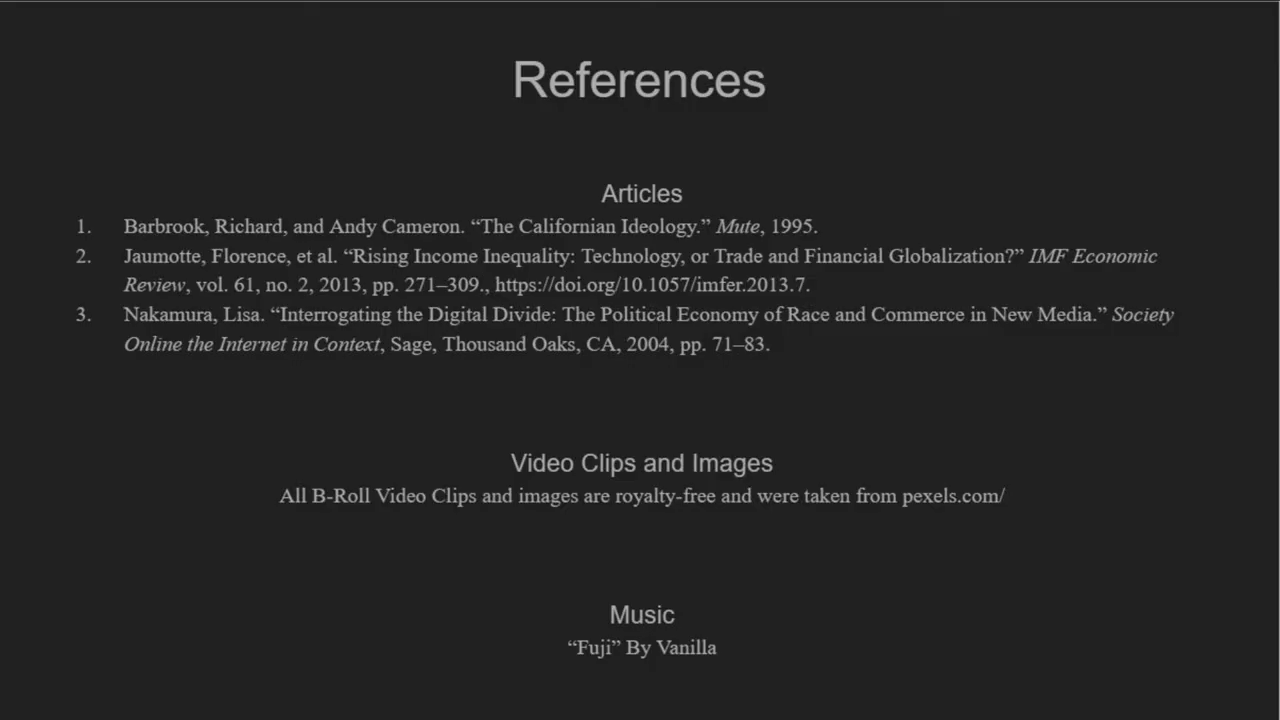 References
Articles
1. Barbrook, Richard, and Andy Cameron. “The Californian Ideology.” Mute, 1995.
2. Jaumotte, Florence, et al. “Rising Income Inequality: Technology, or Trade and Financial Globalization?” IMF Economic
Review, vol. 61, no. 2, 2013, pp. 271–309., https://doi.org/10.1057/imfer.2013.7.
3. Nakamura, Lisa. “Interrogating the Digital Divide: The Political Economy of Race and Commerce in New Media.” Society
Online the Internet in Context, Sage, Thousand Oaks, CA, 2004, pp. 71–83.
Video Clips and Images
All B-Roll Video Clips and images are royalty-free and were taken from pexels.com/
Music
“Fuji” By Vanilla